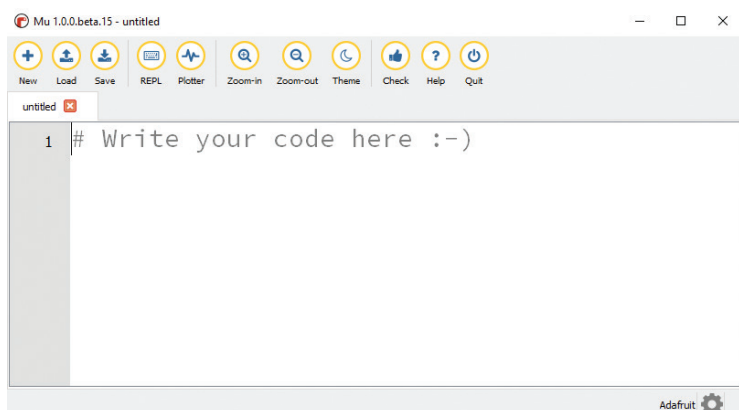 Mu 1.0.0.beta.15 - untitled
New Load Save REPL Plotter Zoom-in Zoom-out Theme Check Help Quit
untitled
1 # Write your code here :-)
Adafruit